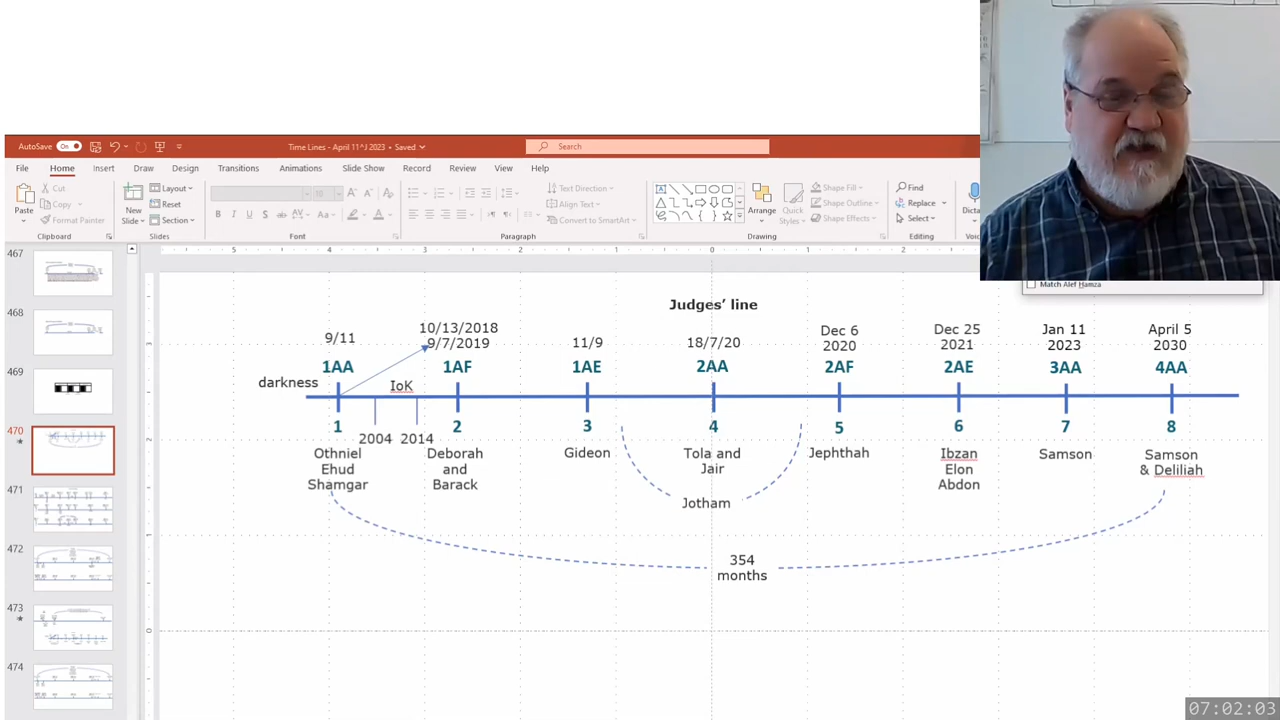 AutoSave On
Time Lines - April 11^J 2023 • Saved
Search
File Home Insert Draw Design Transitions Animations Slide Show Record Review View Help
Paste
Cut
Copy
Format Painter
Clipboard
New
Slide
Layout
Reset
Section
Slides
Font
Text Direction
Align Text
Convert to SmartArt
Paragraph
Arrange
Quick
Styles
Shape Fill
Shape Outline
Shape Effects
Drawing
Find
Replace
Select
Editing
Dicta
Voi
Match Alef Hamza
467
468
469
470
471
472
473
474
Judges’ line
9/11
10/13/2018
9/7/2019
11/9
18/7/20
Dec 6
2020
Dec 25
2021
Jan 11
2023
April 5
2030
1AA 1AF 1AE 2AA 2AF 2AE 3AA 4AA
darkness
IoK
1 2 3 4 5 6 7 8
2004 2014
Othniel
Ehud
Shamgar
Deborah
and
Barack
Gideon
Tola and
Jair
Jephthah
Ibzan
Elon
Abdon
Samson
Samson
& Deliliah
Jotham
354
months
07:02:03